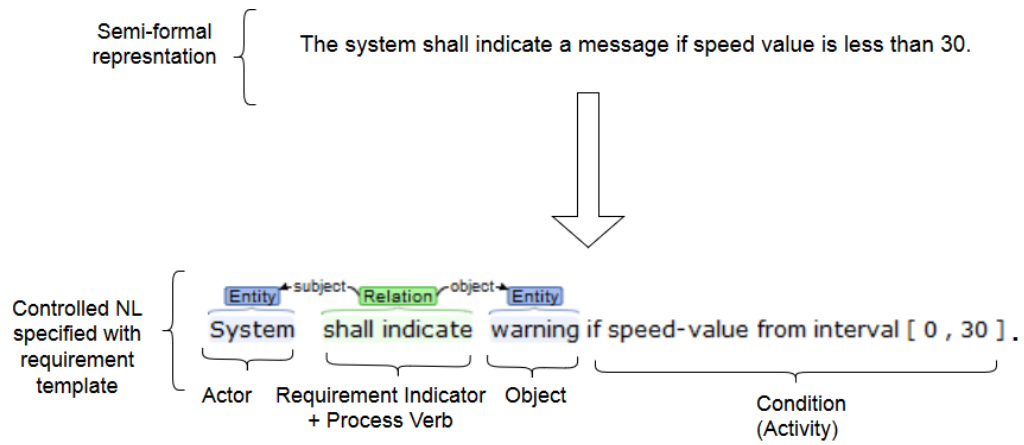 Semi-formal
represntation
The system shall indicate a message if speed value is less than 30.
Entity subject Relation object Entity
Controlled NL
specified with
requirement
template
System shall indicate warning if speed-value from interval [ 0 , 30 ] .
Actor
Requirement Indicator
+ Process Verb
Object
Condition
(Activity)